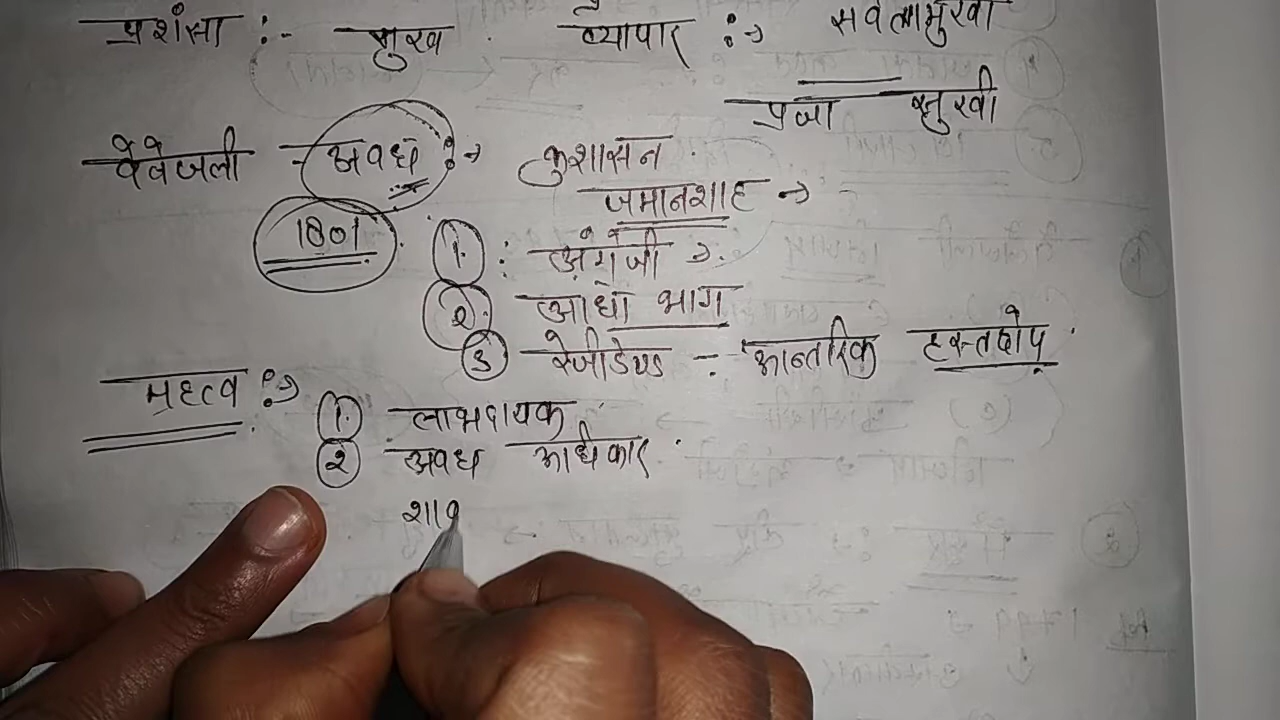 प्रशंसा :- सुख व्यापार :→ सर्वतोमुखी
प्रजा सुखी
वेवेजली - अवध :→ कुशासन
जमानशाह →
1801
1. : अंग्रेजी →.
2. आधा भाग
3 रेजीडेण्ड - आन्तरिक हस्तक्षेप
महत्व :→
1. लाभदायक
2 अवध अधिकार
शा